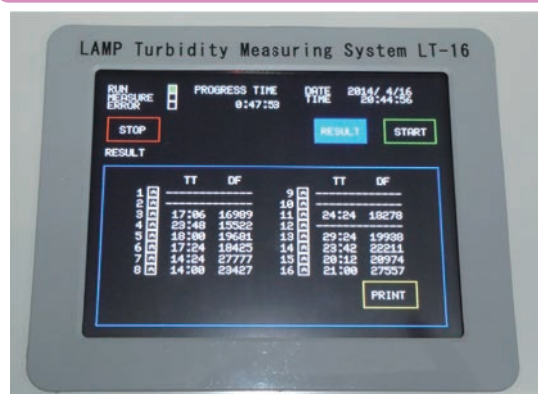 LAMP Turbidity Measuring System LT-16
RUN
MEASURE
ERROR
PROGRESS TIME
0:47:53
DATE 2014/ 4/16
TIME 20:44:56
STOP
RESULT
START
RESULT
TT DF
1 ---------------
2 ---------------
3 17:06 16989
4 23:48 15522
5 18:00 19681
6 17:24 18425
7 14:24 27777
8 14:00 23427
TT DF
9 ---------------
10 ---------------
11 24:24 18278
12 ---------------
13 29:24 19938
14 23:42 22211
15 20:12 20974
16 21:00 27557
PRINT